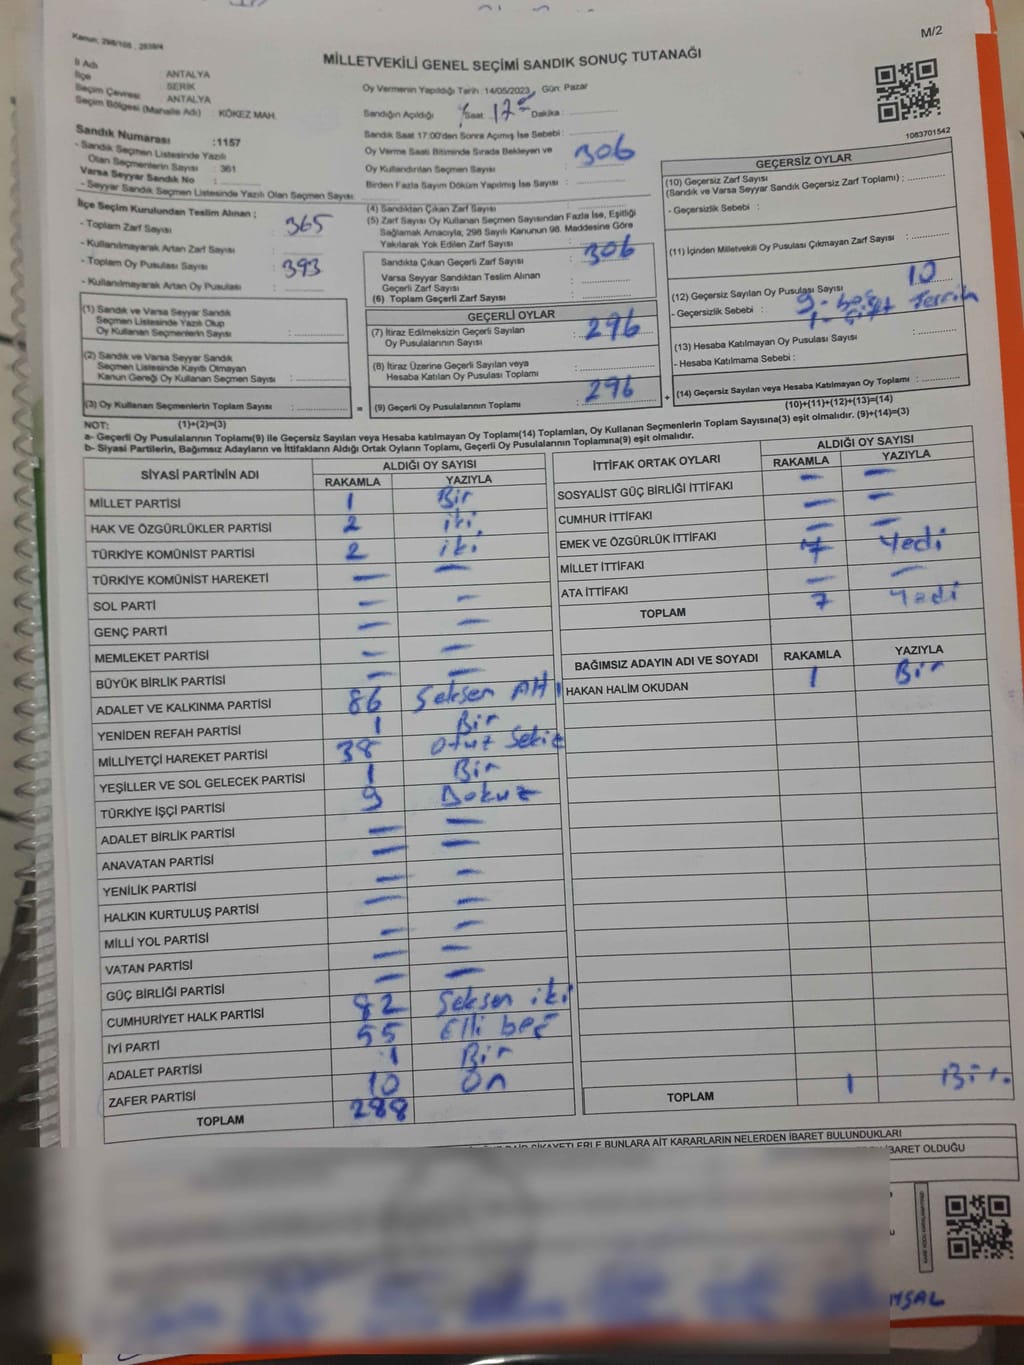 M/2
Kanun: 298/105 , 2839/4
MİLLETVEKİLİ GENEL SEÇİMİ SANDIK SONUÇ TUTANAĞI
İl Adı : ANTALYA
İlçe : SERİK
Seçim Çevresi : ANTALYA
Seçim Bölgesi (Mahalle Adı) : KÖKEZ MAH.
Oy Vermenin Yapıldığı Tarih : 14/05/2023 , Gün: Pazar
Sandığın Açıldığı Saat : 17 Dakika :
1083701542
Sandık Numarası : 1157
- Sandık Seçmen Listesinde Yazılı
Olan Seçmenlerin Sayısı : 361
Varsa Seyyar Sandık No :
- Seyyar Sandık Seçmen Listesinde Yazılı Olan Seçmen Sayısı :
Sandık Saat 17:00'den Sonra Açılmış İse Sebebi :
Oy Verme Saati Bitiminde Sırada Bekleyen ve
Oy Kullandırılan Seçmen Sayısı : 306
Birden Fazla Sayım Döküm Yapılmış İse Sayısı :
İlçe Seçim Kurulundan Teslim Alınan ;
- Toplam Zarf Sayısı : 365
- Kullanılmayarak Artan Zarf Sayısı :
- Toplam Oy Pusulası Sayısı : 393
- Kullanılmayarak Artan Oy Pusulası :
(1) Sandık ve Varsa Seyyar Sandık
Seçmen Listesinde Yazılı Olup
Oy Kullanan Seçmenlerin Sayısı :
(2) Sandık ve Varsa Seyyar Sandık
Seçmen Listesinde Kayıtlı Olmayan
Kanun Gereği Oy Kullanan Seçmen Sayısı :
(3) Oy Kullanan Seçmenlerin Toplam Sayısı :
(1)+(2)=(3)
(4) Sandıktan Çıkan Zarf Sayısı :
(5) Zarf Sayısı Oy Kullanan Seçmen Sayısından Fazla İse, Eşitliği
Sağlamak Amacıyla, 298 Sayılı Kanunun 98. Maddesine Göre
Yakılarak Yok Edilen Zarf Sayısı :
Sandıkta Çıkan Geçerli Zarf Sayısı : 306
Varsa Seyyar Sandıktan Teslim Alınan
Geçerli Zarf Sayısı :
(6) Toplam Geçerli Zarf Sayısı :
GEÇERLİ OYLAR
(7) İtiraz Edilmeksizin Geçerli Sayılan
Oy Pusulalarının Sayısı : 296
(8) İtiraz Üzerine Geçerli Sayılan veya
Hesaba Katılan Oy Pusulası Toplamı :
= (9) Geçerli Oy Pusulalarının Toplamı : 296
GEÇERSİZ OYLAR
(10) Geçersiz Zarf Sayısı
(Sandık ve Varsa Seyyar Sandık Geçersiz Zarf Toplamı) :
- Geçersizlik Sebebi :
(11) İçinden Milletvekili Oy Pusulası Çıkmayan Zarf Sayısı :
(12) Geçersiz Sayılan Oy Pusulası Sayısı : 10
- Geçersizlik Sebebi : 9 - boş
1 - Çift Tercih
(13) Hesaba Katılmayan Oy Pusulası Sayısı :
- Hesaba Katılmama Sebebi :
+ (14) Geçersiz Sayılan veya Hesaba Katılmayan Oy Toplamı :
(10)+(11)+(12)+(13)=(14)
NOT:
a- Geçerli Oy Pusulalarının Toplamı(9) ile Geçersiz Sayılan veya Hesaba katılmayan Oy Toplamı(14) Toplamları, Oy Kullanan Seçmenlerin Toplam Sayısına(3) eşit olmalıdır. (9)+(14)=(3)
b- Siyasi Partilerin, Bağımsız Adayların ve İttifakların Aldığı Ortak Oyların Toplamı, Geçerli Oy Pusulalarının Toplamına(9) eşit olmalıdır.
SİYASİ PARTİNİN ADI ALDIĞI OY SAYISI
RAKAMLA YAZIYLA
MİLLET PARTİSİ 1 Bir
HAK VE ÖZGÜRLÜKLER PARTİSİ 2 iki
TÜRKİYE KOMÜNİST PARTİSİ 2 iki
TÜRKİYE KOMÜNİST HAREKETİ — —
SOL PARTİ — —
GENÇ PARTİ — —
MEMLEKET PARTİSİ — —
BÜYÜK BİRLİK PARTİSİ — —
ADALET VE KALKINMA PARTİSİ 86 Seksen Altı
YENİDEN REFAH PARTİSİ 1 Bir
MİLLİYETÇİ HAREKET PARTİSİ 38 Otuz Sekiz
YEŞİLLER VE SOL GELECEK PARTİSİ 1 Bir
TÜRKİYE İŞÇİ PARTİSİ 9 Dokuz
ADALET BİRLİK PARTİSİ — —
ANAVATAN PARTİSİ — —
YENİLİK PARTİSİ — —
HALKIN KURTULUŞ PARTİSİ — —
MİLLİ YOL PARTİSİ — —
VATAN PARTİSİ — —
GÜÇ BİRLİĞİ PARTİSİ — —
CUMHURİYET HALK PARTİSİ 82 Seksen iki
İYİ PARTİ 55 Elli beş
ADALET PARTİSİ 1 Bir
ZAFER PARTİSİ 10 On
TOPLAM 288
İTTİFAK ORTAK OYLARI ALDIĞI OY SAYISI
RAKAMLA YAZIYLA
SOSYALİST GÜÇ BİRLİĞİ İTTİFAKI — —
CUMHUR İTTİFAKI — —
EMEK VE ÖZGÜRLÜK İTTİFAKI — —
MİLLET İTTİFAKI 7 Yedi
ATA İTTİFAKI — —
TOPLAM 7 Yedi
BAĞIMSIZ ADAYIN ADI VE SOYADI RAKAMLA YAZIYLA
HAKAN HALİM OKUDAN 1 Bir
TOPLAM 1 Bir
ŞİKAYETLERLE BUNLARA AİT KARARLARIN NELERDEN İBARET BULUNDUKLARI
İBARET OLDUĞU